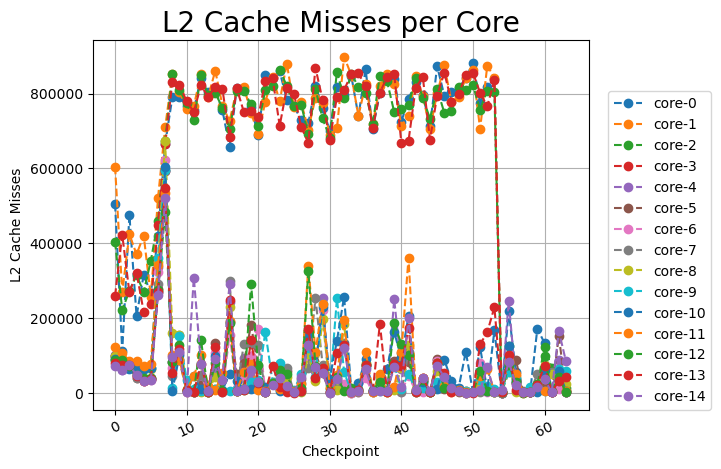 L2 Cache Misses per Core
L2 Cache Misses
800000
600000
400000
200000
0
0
10
20
30
40
50
60
Checkpoint
core-0
core-1
core-2
core-3
core-4
core-5
core-6
core-7
core-8
core-9
core-10
core-11
core-12
core-13
core-14